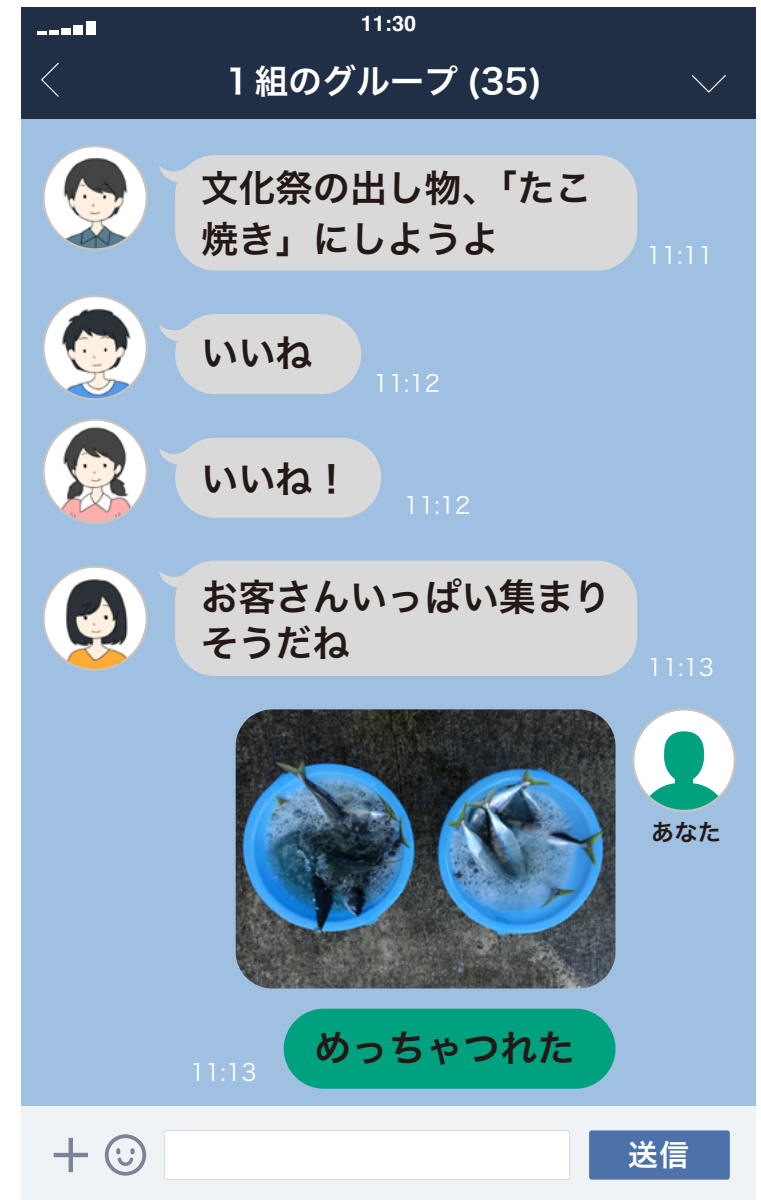 11:30
1組のグループ (35)
文化祭の出し物、「たこ
焼き」にしようよ
11:11
いいね
11:12
いいね！
11:12
お客さんいっぱい集まり
そうだね
11:13
あなた
めっちゃつれた
11:13
送信